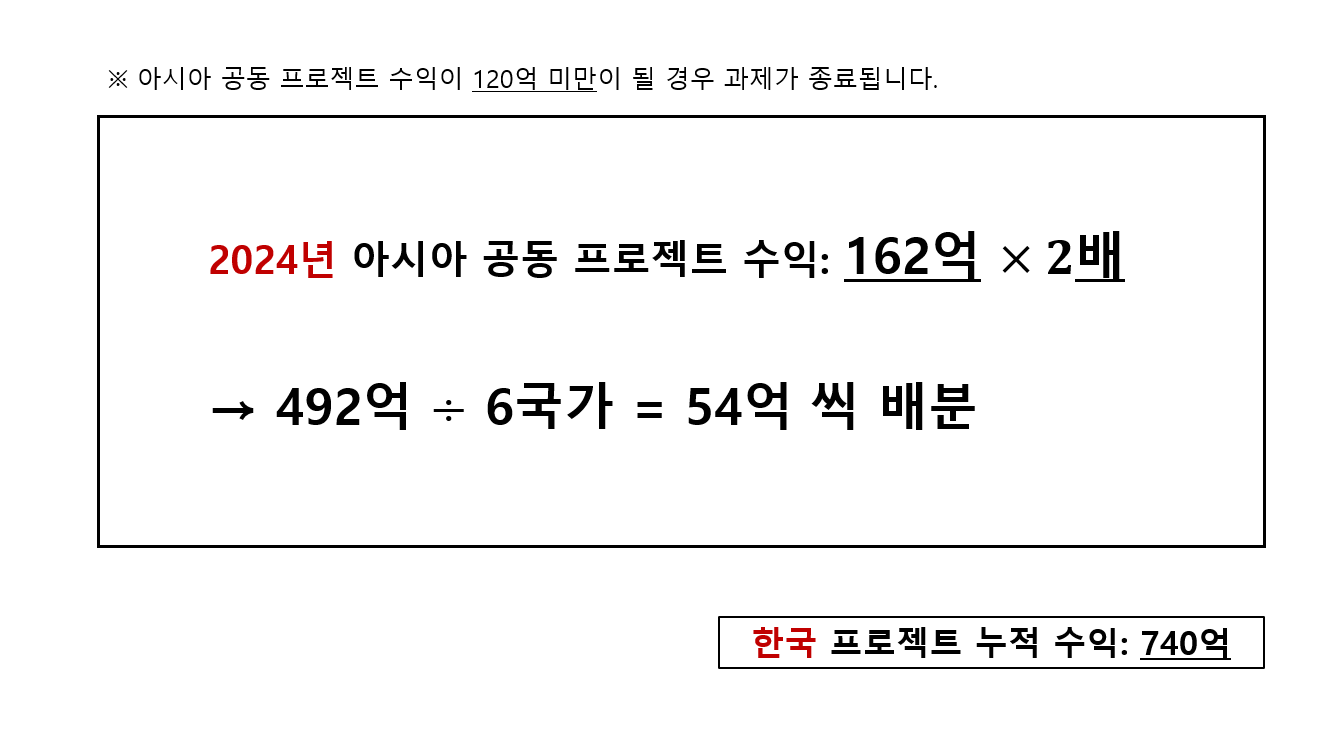 ※ 아시아 공동 프로젝트 수익이 120억 미만이 될 경우 과제가 종료됩니다.
2024년 아시아 공동 프로젝트 수익: 162억 × 2배
→ 492억 ÷ 6국가 = 54억 씩 배분
한국 프로젝트 누적 수익: 740억